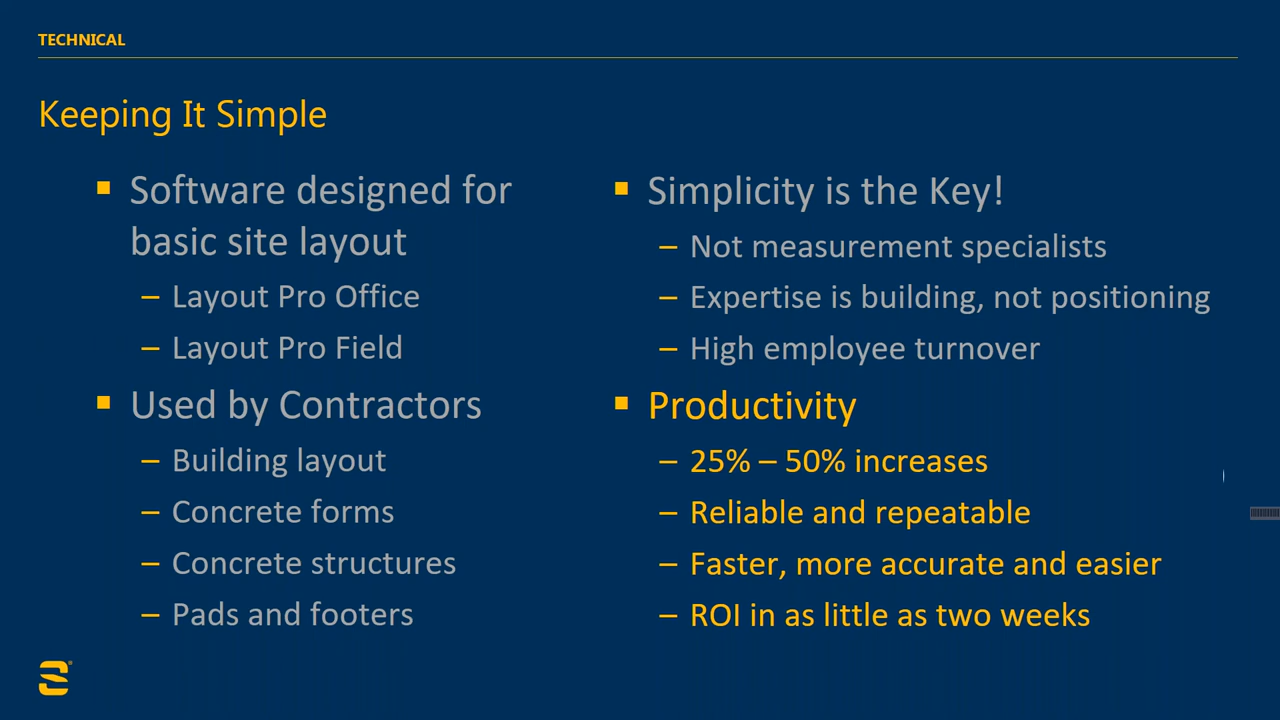 TECHNICAL
Keeping It Simple
▪ Software designed for
basic site layout
– Layout Pro Office
– Layout Pro Field
▪ Used by Contractors
– Building layout
– Concrete forms
– Concrete structures
– Pads and footers
▪ Simplicity is the Key!
– Not measurement specialists
– Expertise is building, not positioning
– High employee turnover
▪ Productivity
– 25% – 50% increases
– Reliable and repeatable
– Faster, more accurate and easier
– ROI in as little as two weeks